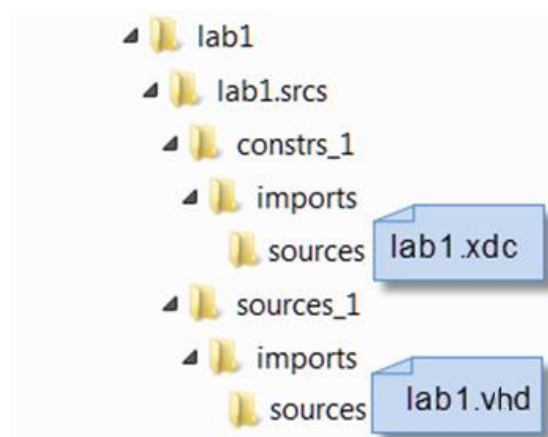 lab1
lab1.srcs
constrs_1
imports
sources lab1.xdc
sources_1
imports
sources lab1.vhd